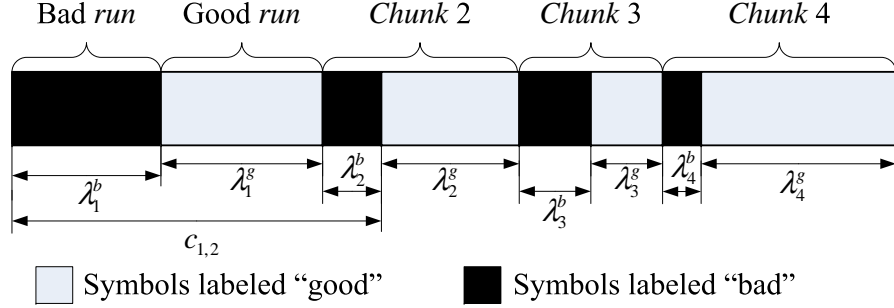 Bad run Good run Chunk 2 Chunk 3 Chunk 4
λ₁ᵇ λ₁ᵍ λ₂ᵇ λ₂ᵍ λ₃ᵇ λ₃ᵍ λ₄ᵇ λ₄ᵍ
c₁,₂
Symbols labeled “good” Symbols labeled “bad”